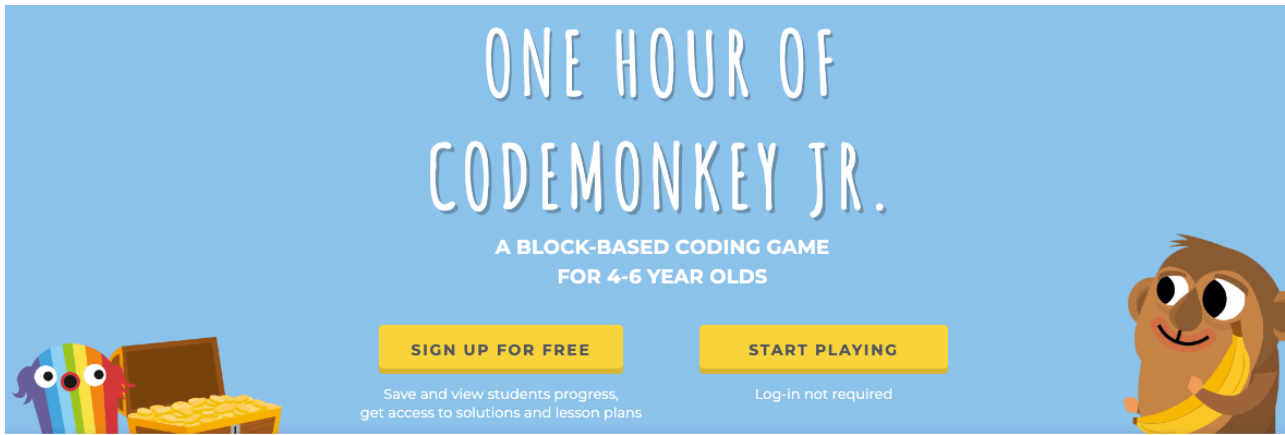 ONE HOUR OF
CODEMONKEY JR.
A BLOCK-BASED CODING GAME
FOR 4-6 YEAR OLDS
SIGN UP FOR FREE
START PLAYING
Save and view students progress,
get access to solutions and lesson plans
Log-in not required